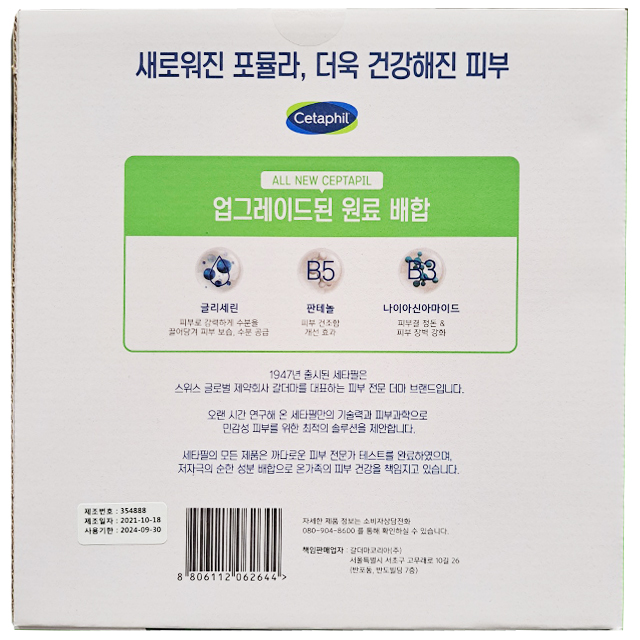 새로워진 포뮬라, 더욱 건강해진 피부
Cetaphil
ALL NEW CEPTAPIL
업그레이드된 원료 배합
B5
B3
글리세린
판테놀
나이아신아마이드
피부로 강력하게 수분을
끌어당겨 피부 보습, 수분 공급
피부 건조함
개선 효과
피부결 정돈 &
피부 장벽 강화
1947년 출시된 세타필은
스위스 글로벌 제약회사 갈더마를 대표하는 피부 전문 더마 브랜드입니다.
오랜 시간 연구해 온 세타필만의 기술력과 피부과학으로
민감성 피부를 위한 최적의 솔루션을 제안합니다.
세타필의 모든 제품은 까다로운 피부 전문가 테스트를 완료하였으며,
저자극의 순한 성분 배합으로 온가족의 피부 건강을 책임지고 있습니다.
제조번호 : 354888
제조일자 : 2021-10-18
사용기한 : 2024-09-30
8 806112 062644 >
자세한 제품 정보는 소비자상담전화
080-904-8600 를 통해 확인하실 수 있습니다.
책임판매업자 : 갈더마코리아(주)
서울특별시 서초구 고무래로 10길 26
(반포동, 반도빌딩 7층)